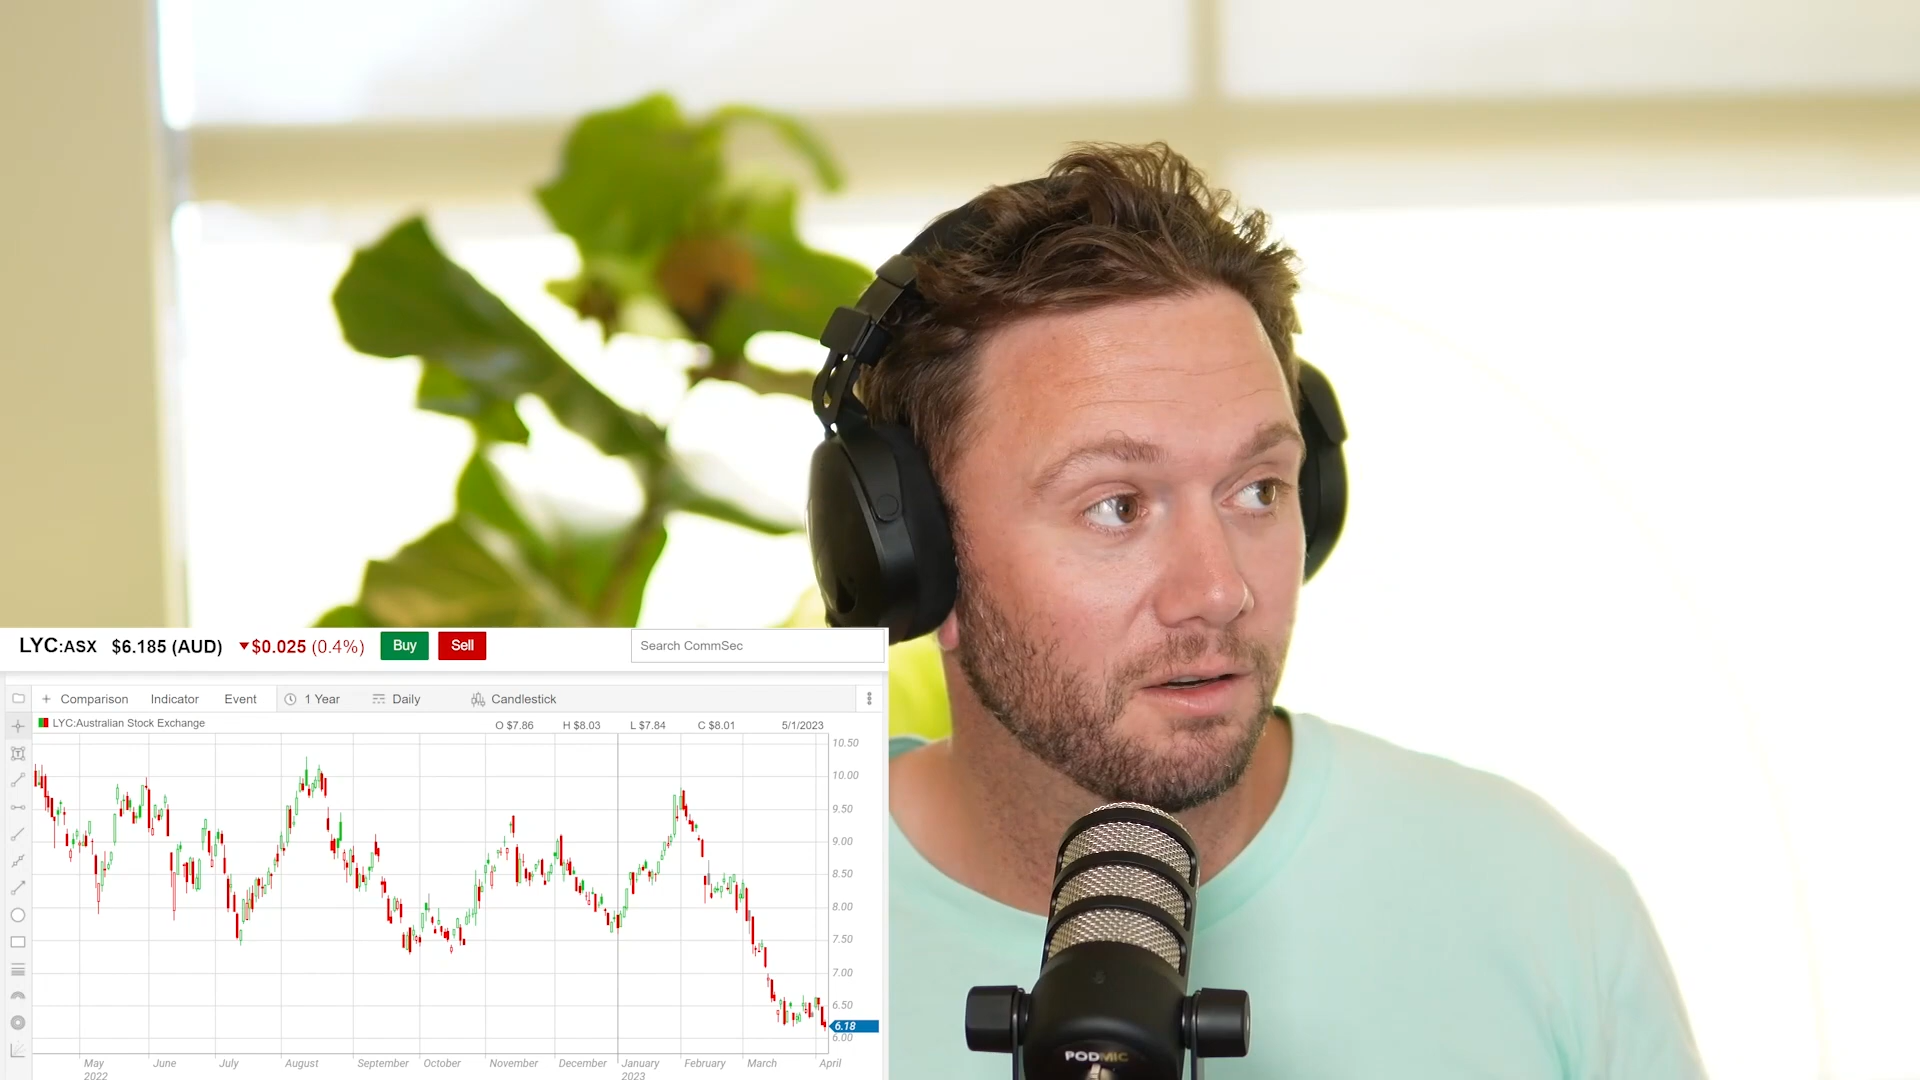 LYC:ASX $6.185 (AUD) ▼$0.025 (0.4%) Buy Sell Search CommSec
+ Comparison Indicator Event 1 Year Daily Candlestick
LYC:Australian Stock Exchange O $7.86 H $8.03 L $7.84 C $8.01 5/1/2023
10.50
10.00
9.50
9.00
8.50
8.00
7.50
7.00
6.50
6.18
6.00
May June July August September October November December January February March April
2022 2023
PODMIC